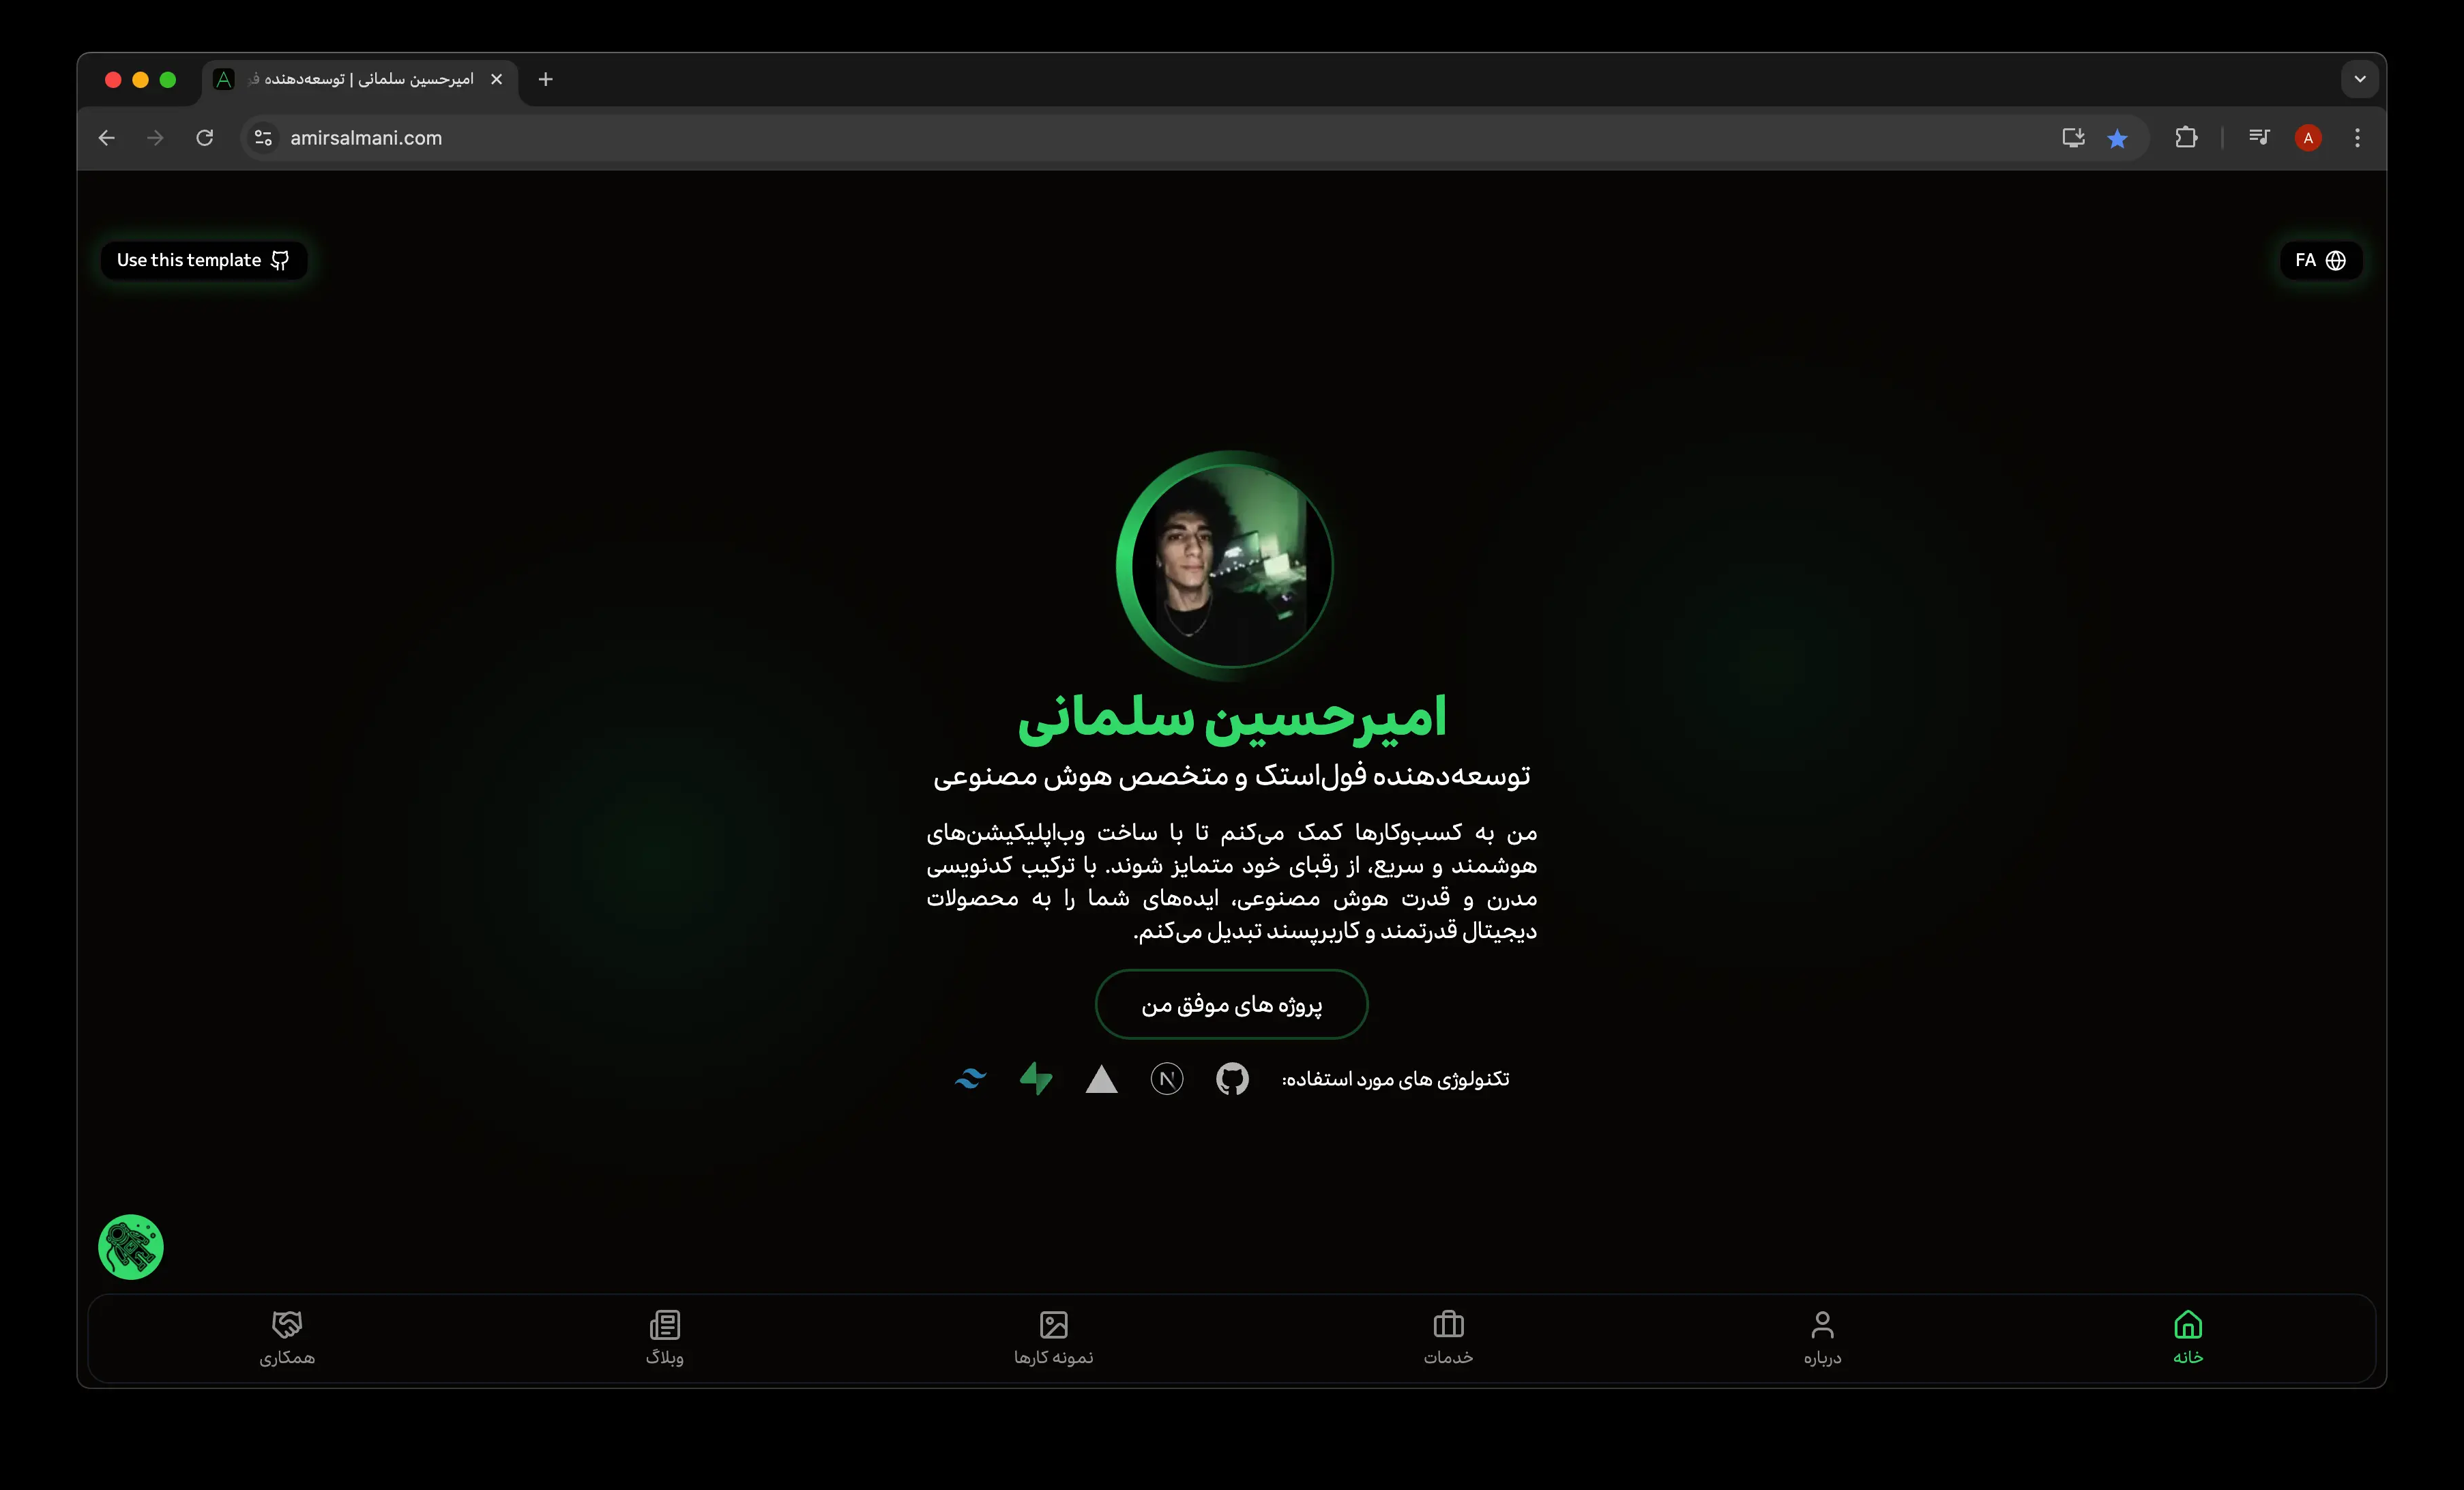 امیرحسین سلمانی | توسعه‌دهنده
amirsalmani.com
A
Use this template
FA
امیرحسین سلمانی
توسعه‌دهنده فول‌استک و متخصص هوش مصنوعی
من به کسب‌وکارها کمک می‌کنم تا با ساخت وب‌اپلیکیشن‌های
هوشمند و سریع، از رقبای خود متمایز شوند. با ترکیب کدنویسی
مدرن و قدرت هوش مصنوعی، ایده‌های شما را به محصولات
دیجیتال قدرتمند و کاربرپسند تبدیل می‌کنم.
پروژه های موفق من
تکنولوژی های مورد استفاده:
خانه
درباره
خدمات
نمونه کارها
وبلاگ
همکاری